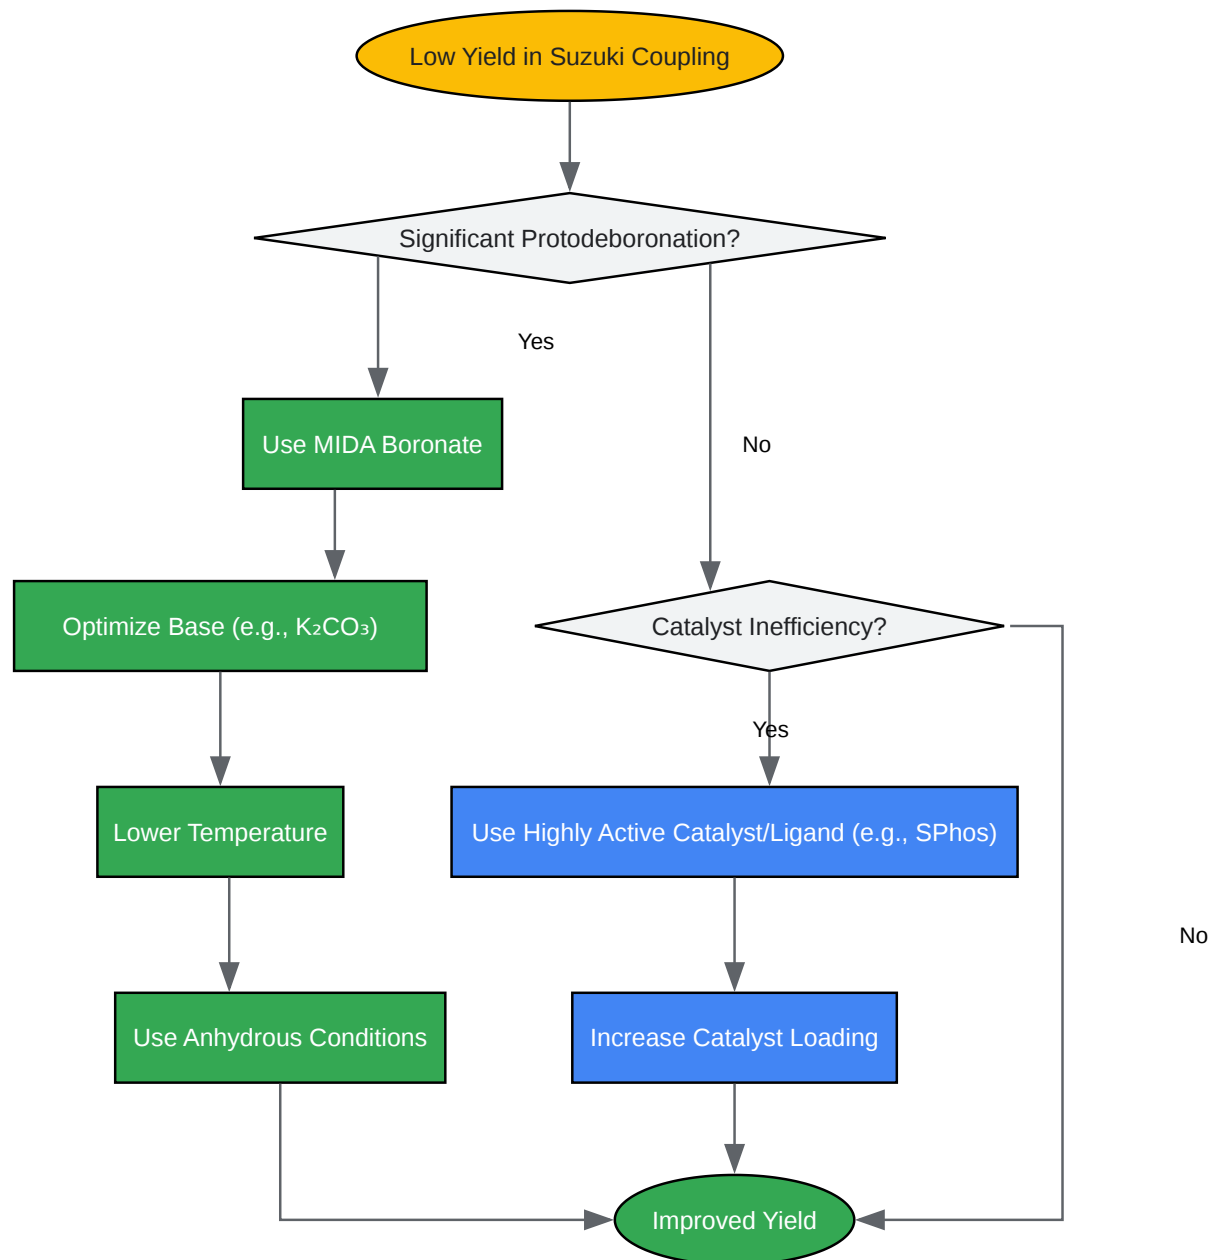 Low Yield in Suzuki Coupling
Significant Protodeboronation?
Yes
Use MIDA Boronate
No
Optimize Base (e.g., K₂CO₃)
Catalyst Inefficiency?
Yes
Lower Temperature
Use Highly Active Catalyst/Ligand (e.g., SPhos)
No
Use Anhydrous Conditions
Increase Catalyst Loading
Improved Yield